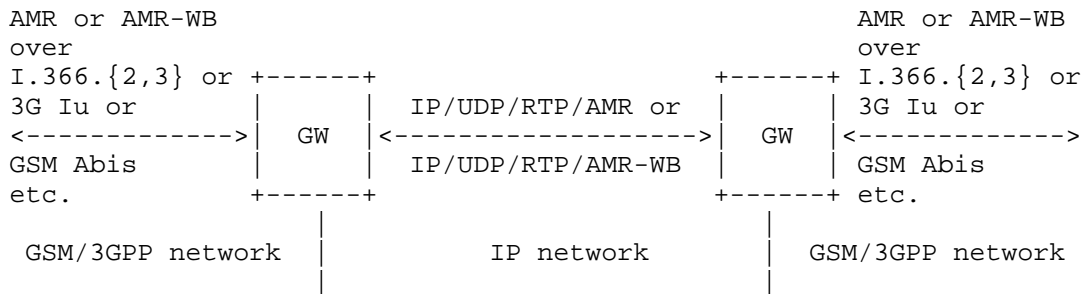 AMR or AMR-WB                                        AMR or AMR-WB
over                                                 over
I.366.{2,3} or +------+                      +------+ I.366.{2,3} or
3G Iu or       |      | IP/UDP/RTP/AMR or    |      | 3G Iu or
<------------->|  GW  |<-------------------->|  GW  |<------------->
GSM Abis       |      | IP/UDP/RTP/AMR-WB    |      | GSM Abis
etc.           +------+                      +------+ etc.
GSM/3GPP network | IP network | GSM/3GPP network